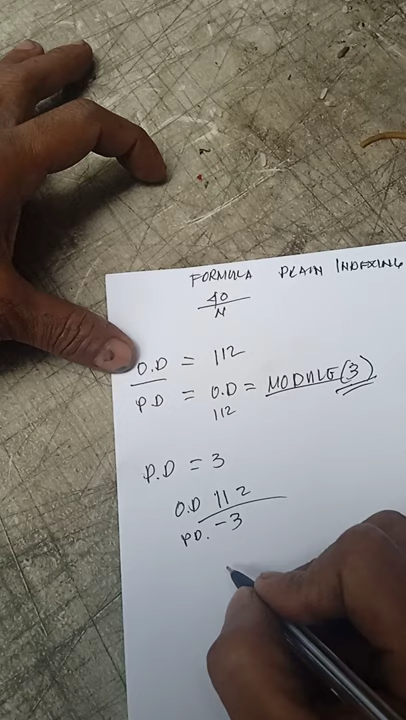 FORMULA PLAIN INDEXING
40
N
O.D = 112
P.D = O.D = MODULE (3)
112
P.D = 3
O.D 112
P.D. - 3